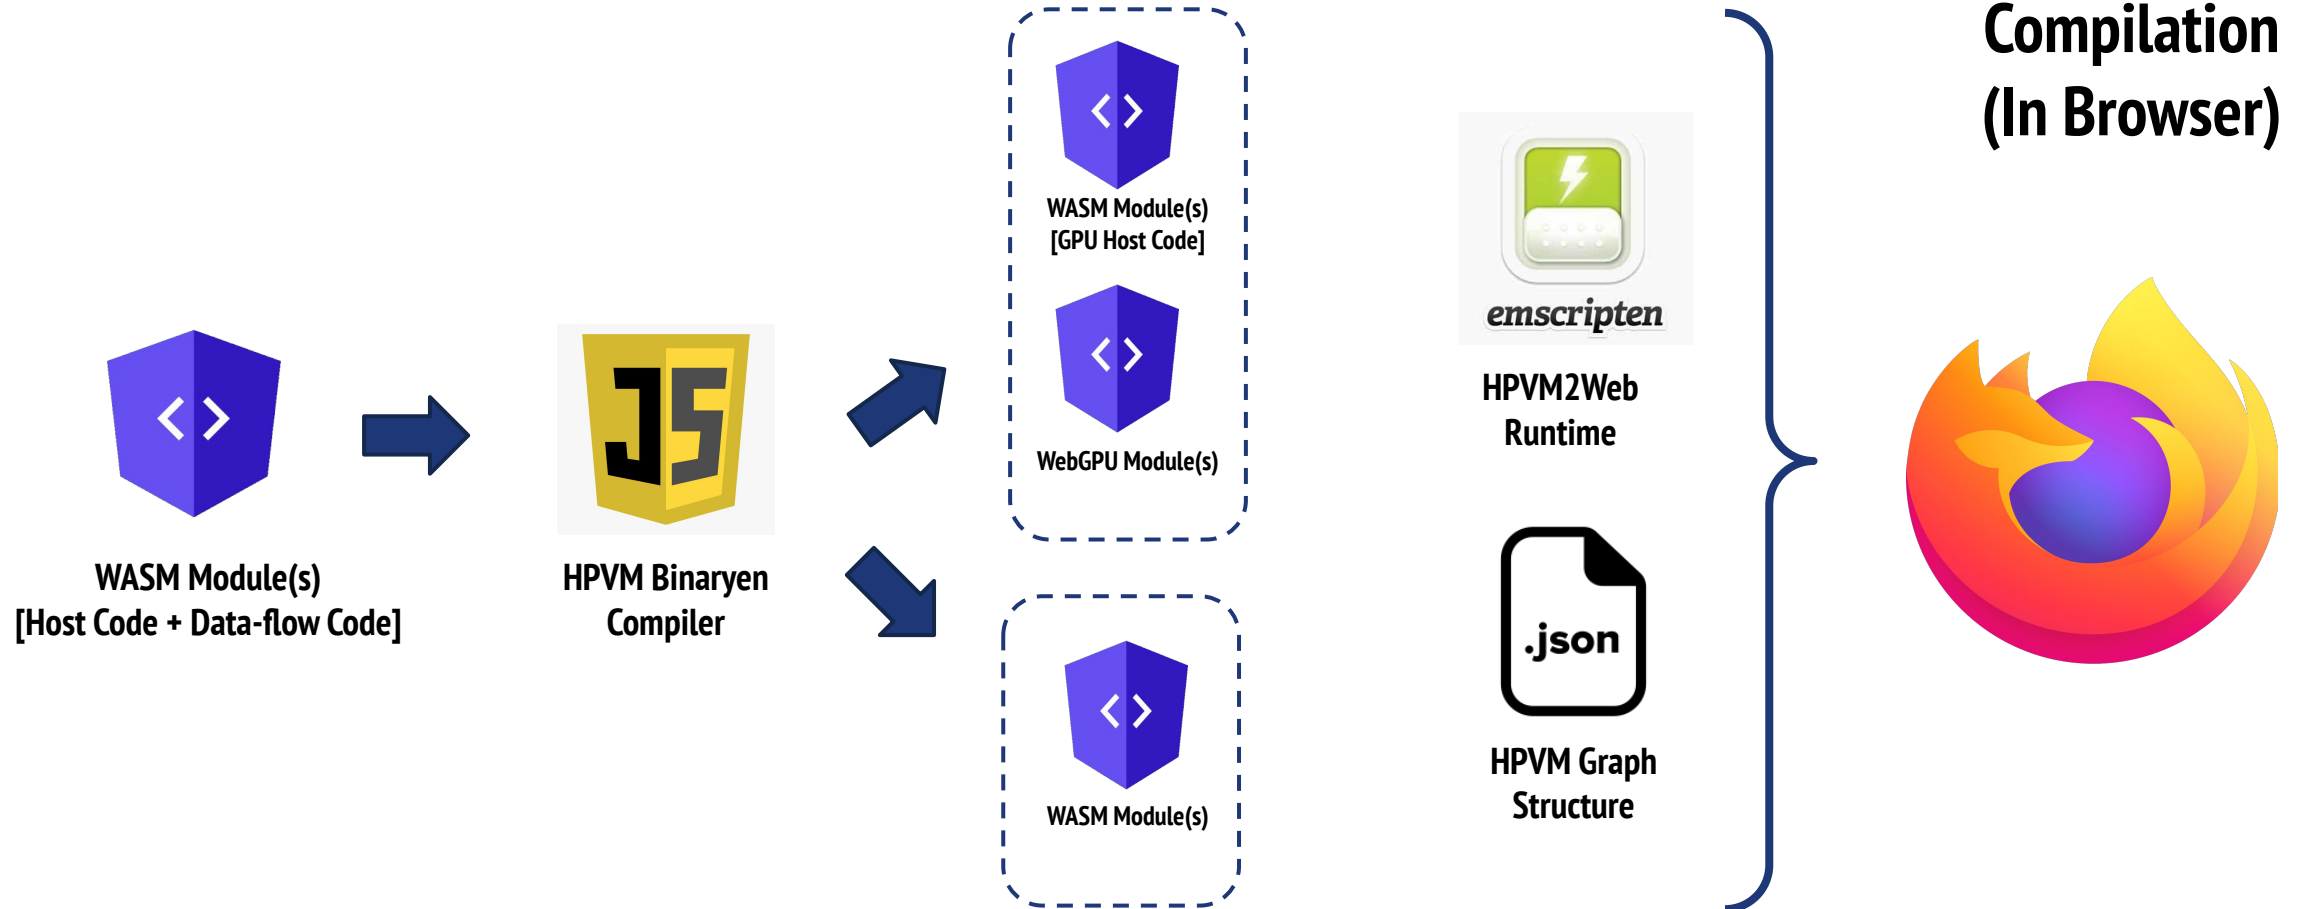 Compilation
(In Browser)
WASM Module(s)
[Host Code + Data-flow Code]
JS
HPVM Binaryen
Compiler
WASM Module(s)
[GPU Host Code]
WebGPU Module(s)
WASM Module(s)
emscripten
HPVM2Web
Runtime
.json
HPVM Graph
Structure